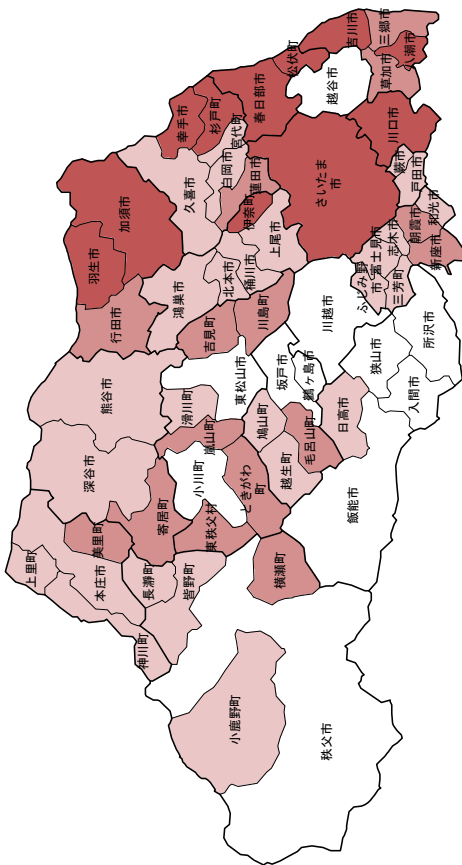 三郷市
吉川市
八潮市
松伏町
草加市
越谷市
春日部市
幸手市
杉戸町
宮代町
川口市
白岡市
蓮田市
久喜市
さいたま
市
蕨市
戸田市
加須市
伊奈町
上尾市
和光市
朝霞市
羽生市
志木市
新座市
富士見市
桶川市
北本市
鴻巣市
ふじみ野
市
三芳町
行田市
川島町
川越市
吉見町
所沢市
狭山市
熊谷市
東松山市
坂戸市
鶴ヶ島市
入間市
滑川町
日高市
鳩山町
嵐山町
毛呂山町
深谷市
小川町
越生町
ときがわ
町
飯能市
寄居町
東秩父村
美里町
上里町
本庄市
長瀞町
皆野町
横瀬町
神川町
小鹿野町
秩父市